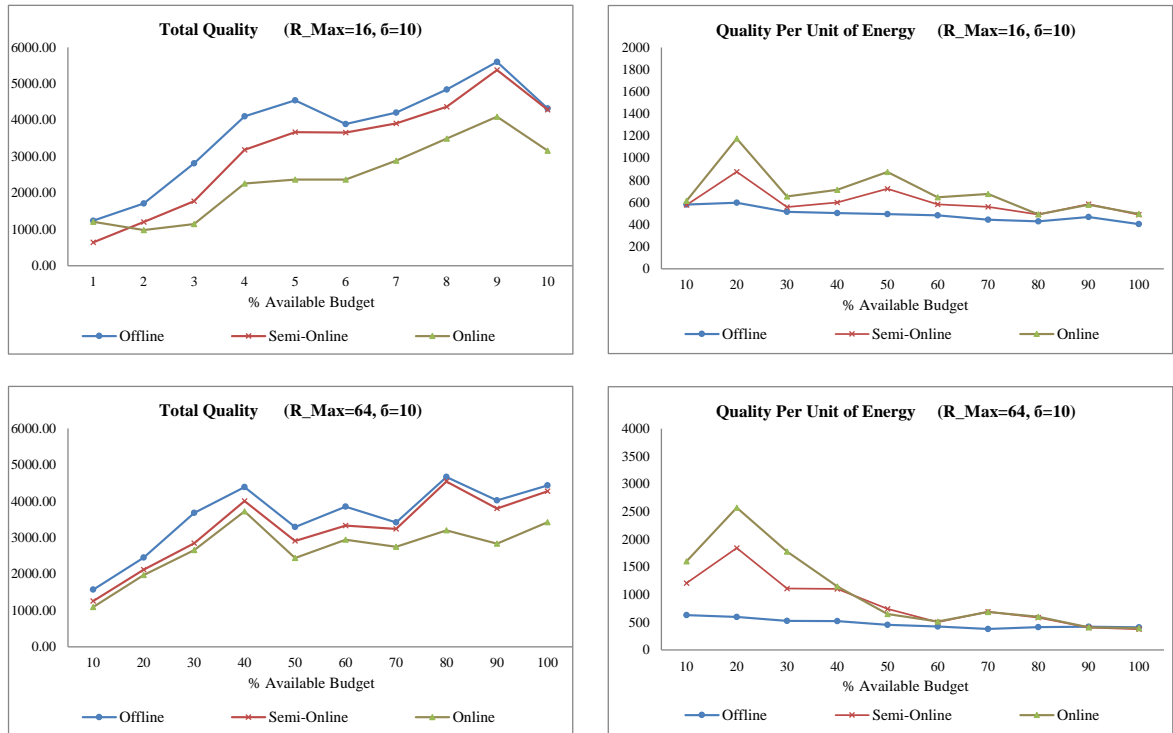 Total Quality (R_Max=16, б=10)
6000.00
5000.00
4000.00
3000.00
2000.00
1000.00
0.00
1 2 3 4 5 6 7 8 9 10
% Available Budget
Offline Semi-Online Online
Quality Per Unit of Energy (R_Max=16, б=10)
2000
1800
1600
1400
1200
1000
800
600
400
200
0
10 20 30 40 50 60 70 80 90 100
% Available Budget
Offline Semi-Online Online
Total Quality (R_Max=64, б=10)
6000.00
5000.00
4000.00
3000.00
2000.00
1000.00
0.00
10 20 30 40 50 60 70 80 90 100
% Available Budget
Offline Semi-Online Online
Quality Per Unit of Energy (R_Max=64, б=10)
4000
3500
3000
2500
2000
1500
1000
500
0
10 20 30 40 50 60 70 80 90 100
% Available Budget
Offline Semi-Online Online